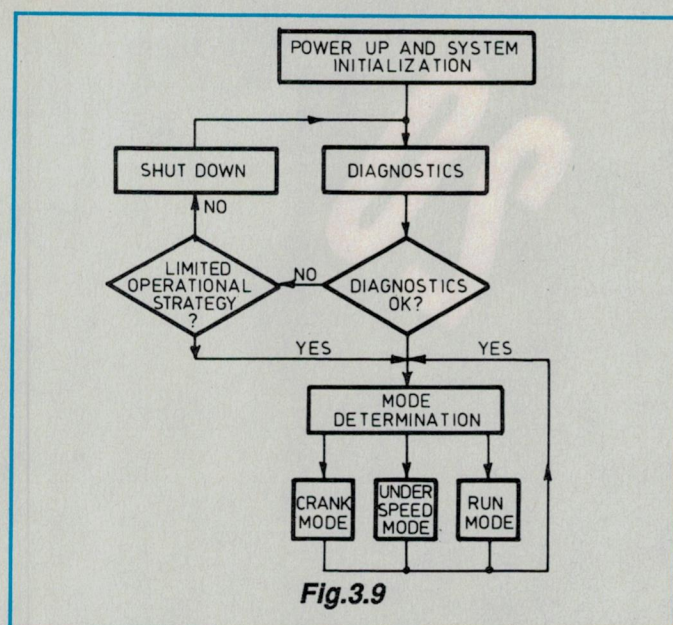 POWER UP AND SYSTEM
INITIALIZATION
SHUT DOWN
DIAGNOSTICS
NO
LIMITED
OPERATIONAL
STRATEGY
?
NO
DIAGNOSTICS
OK?
YES
YES
MODE
DETERMINATION
CRANK
MODE
UNDER
SPEED
MODE
RUN
MODE
Fig.3.9